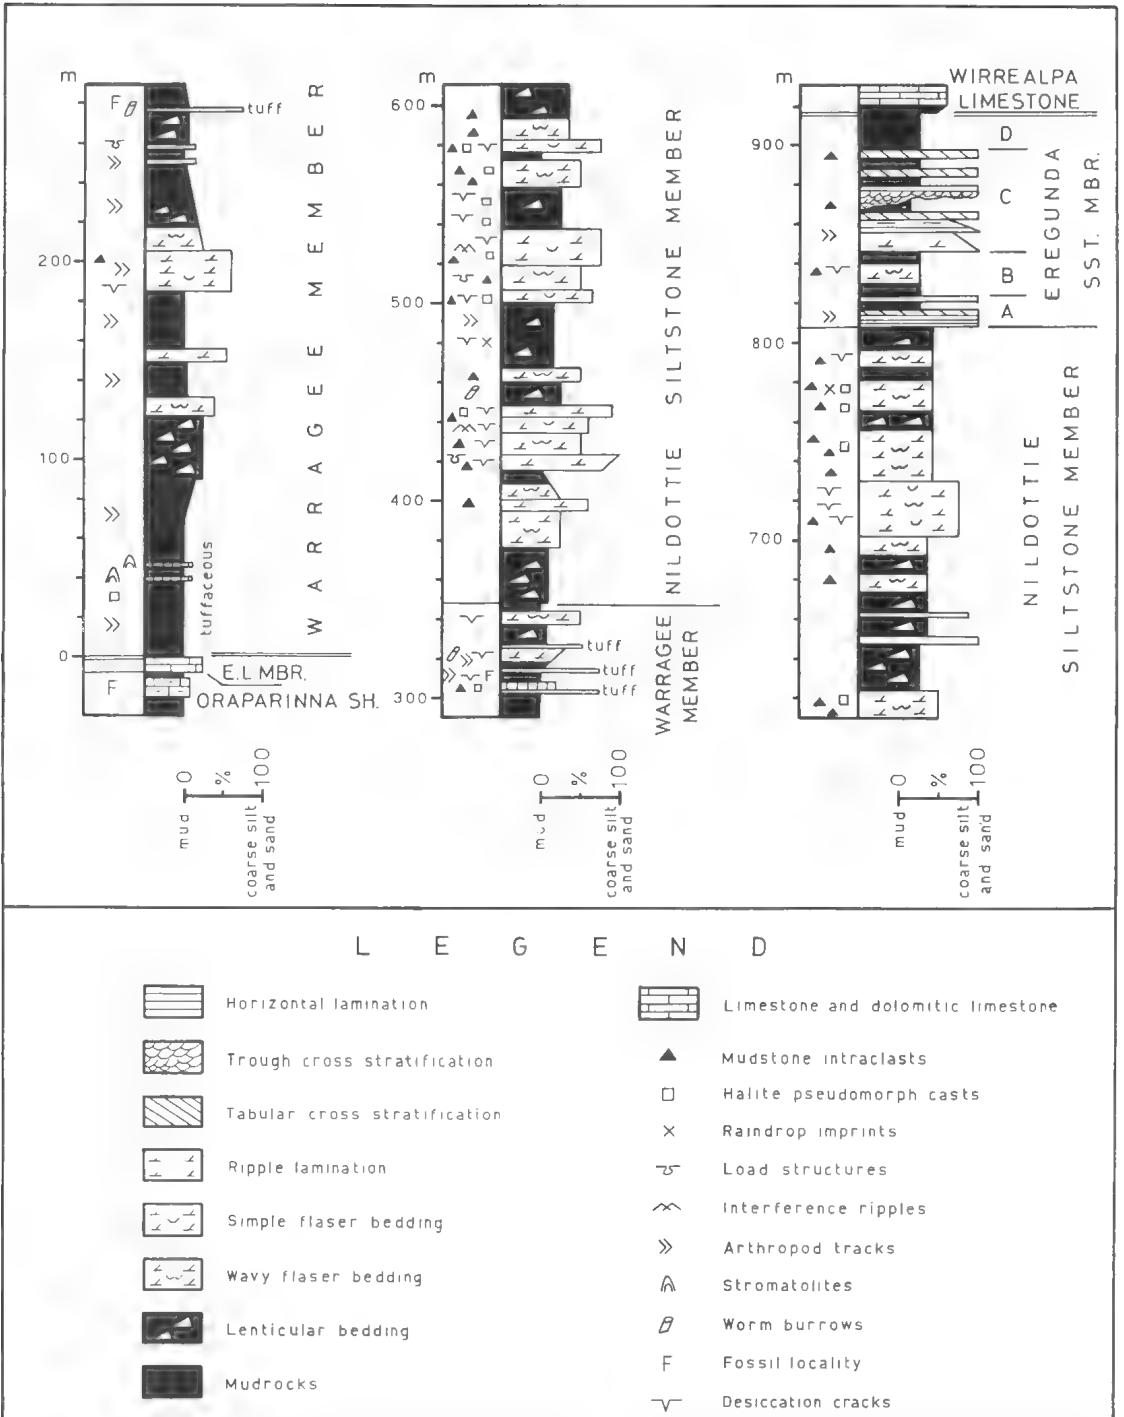 m
F
tuff
200
100
0
F
tuffaceous
WARRAGEE MEMBER
E.L MBR.
ORAPARINNA SH.
m
600
500
400
300
F
tuff
tuff
tuff
NILDOTTIE SILTSTONE MEMBER
WARRAGEE
MEMBER
m
900
800
700
WIRREALPA
LIMESTONE
D
C
B
A
EREGUNDA
SST. MBR.
NILDOTTIE
SILTSTONE MEMBER
0 % 100
mud
coarse silt
and sand
0 % 100
mud
coarse silt
and sand
0 % 100
mud
coarse silt
and sand
LEGEND
Horizontal lamination
Trough cross stratification
Tabular cross stratification
Ripple lamination
Simple flaser bedding
Wavy flaser bedding
Lenticular bedding
Mudrocks
Limestone and dolomitic limestone
Mudstone intraclasts
Halite pseudomorph casts
Raindrop imprints
Load structures
Interference ripples
Arthropod tracks
Stromatolites
Worm burrows
F Fossil locality
Desiccation cracks